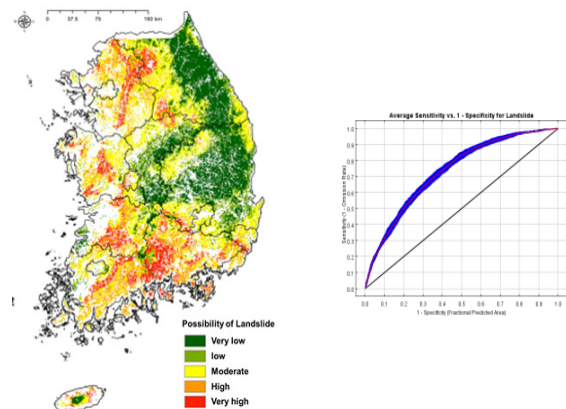 0 37.5 75 150 km
Possibility of Landslide
Very low
low
Moderate
High
Very high
Average Sensitivity vs. 1 - Specificity for Landslide
Sensitivity (1 - Omission Rate)
1.0
0.9
0.8
0.7
0.6
0.5
0.4
0.3
0.2
0.1
0.0
0.0 0.1 0.2 0.3 0.4 0.5 0.6 0.7 0.8 0.9 1.0
1 - Specificity (Fractional Predicted Area)